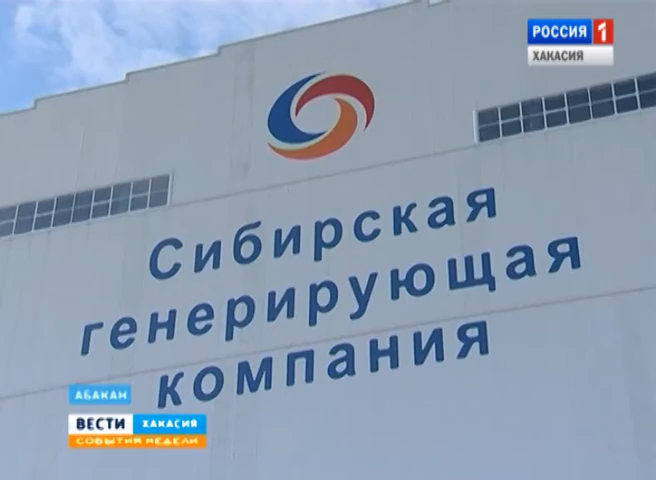 РОССИЯ 1
ХАКАСИЯ
Сибирская
генерирующая
компания
АБАКАН
ВЕСТИ ХАКАСИЯ
СОБЫТИЯ НЕДЕЛИ